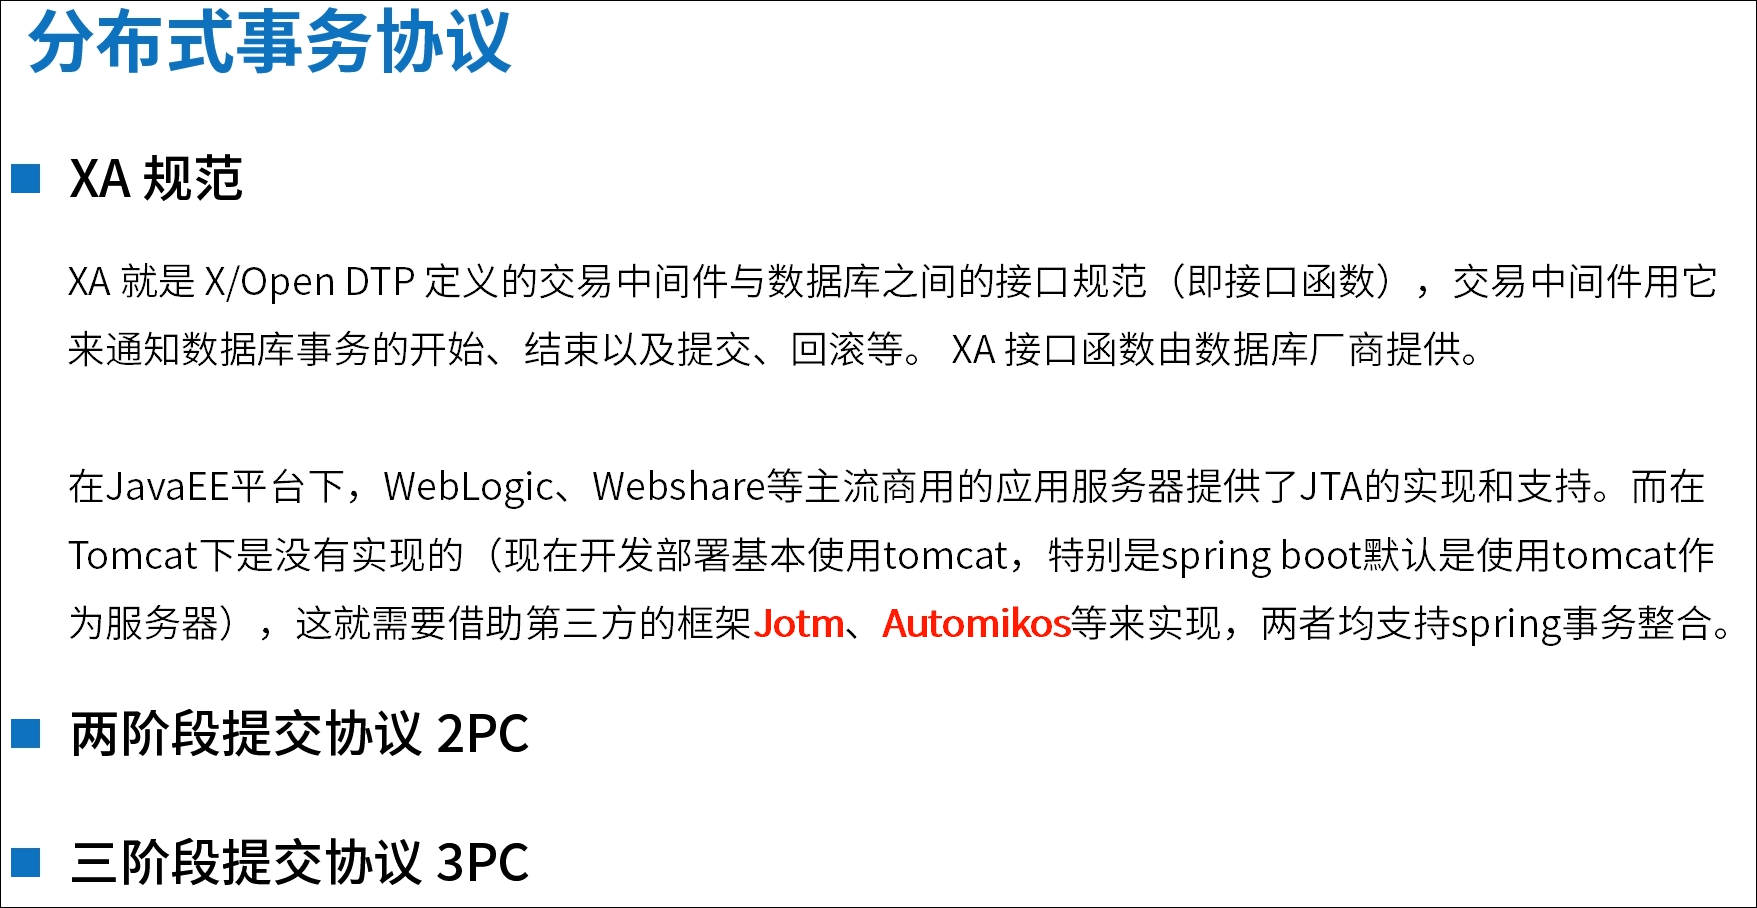 分布式事务协议
XA 规范
XA 就是 X/Open DTP 定义的交易中间件与数据库之间的接口规范（即接口函数），交易中间件用它
来通知数据库事务的开始、结束以及提交、回滚等。 XA 接口函数由数据库厂商提供。
在JavaEE平台下，WebLogic、Webshare等主流商用的应用服务器提供了JTA的实现和支持。而在
Tomcat下是没有实现的（现在开发部署基本使用tomcat，特别是spring boot默认是使用tomcat作
为服务器），这就需要借助第三方的框架Jotm、Automikos等来实现，两者均支持spring事务整合。
两阶段提交协议 2PC
三阶段提交协议 3PC